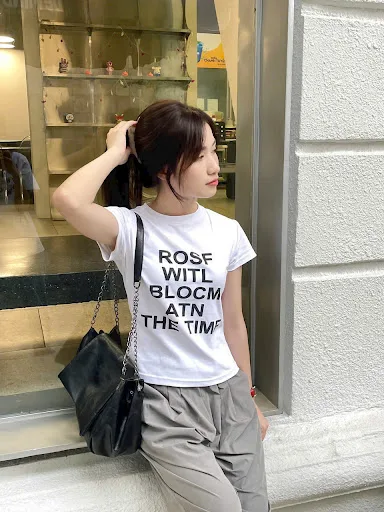 ROSF
WITL
BLOCM
ATN
THE TIME